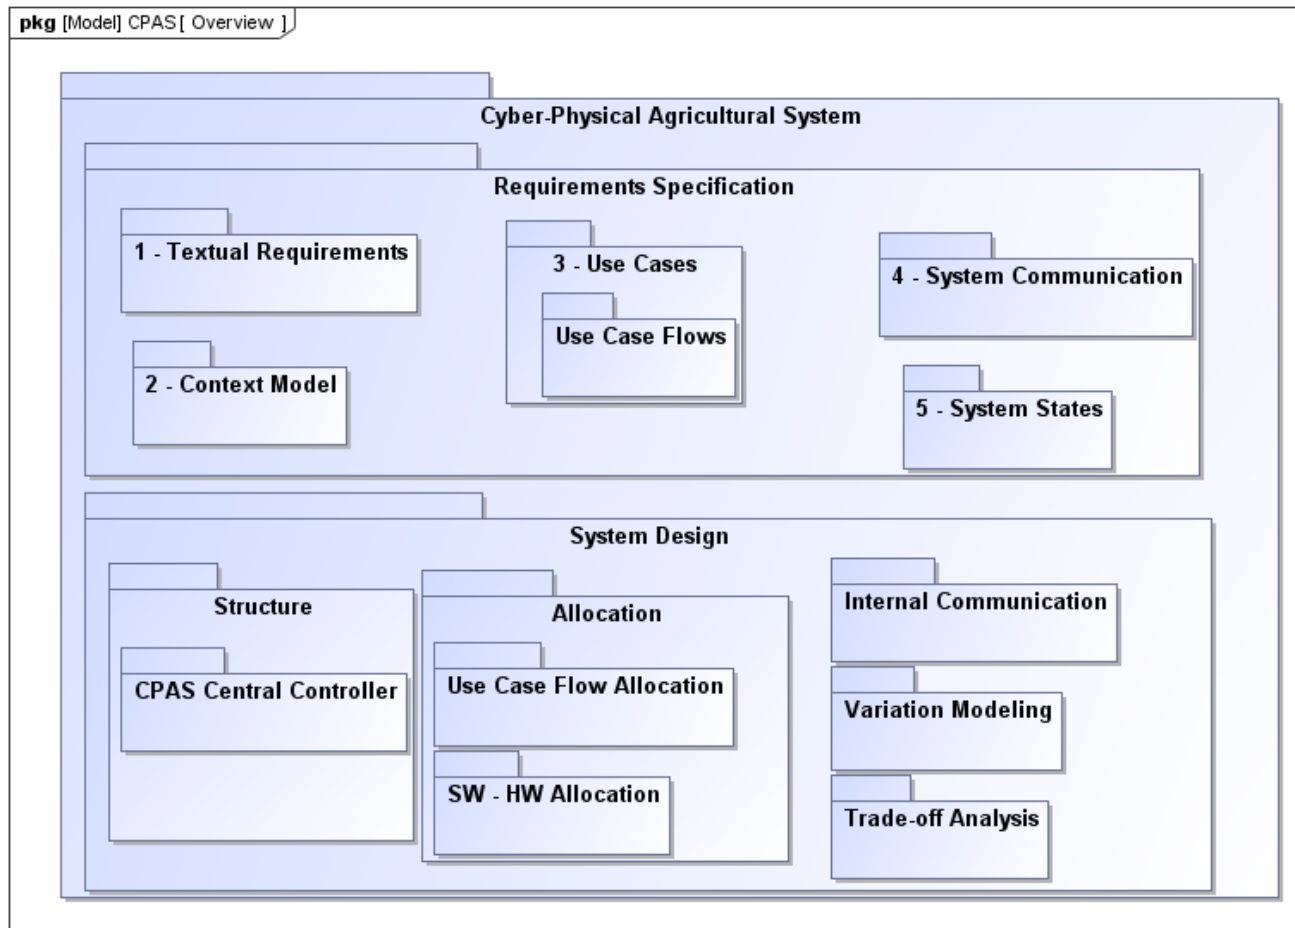 pkg [Model] CPAS [ Overview ]
Cyber-Physical Agricultural System
Requirements Specification
1 - Textual Requirements
2 - Context Model
3 - Use Cases
Use Case Flows
4 - System Communication
5 - System States
System Design
Structure
CPAS Central Controller
Allocation
Use Case Flow Allocation
SW - HW Allocation
Internal Communication
Variation Modeling
Trade-off Analysis